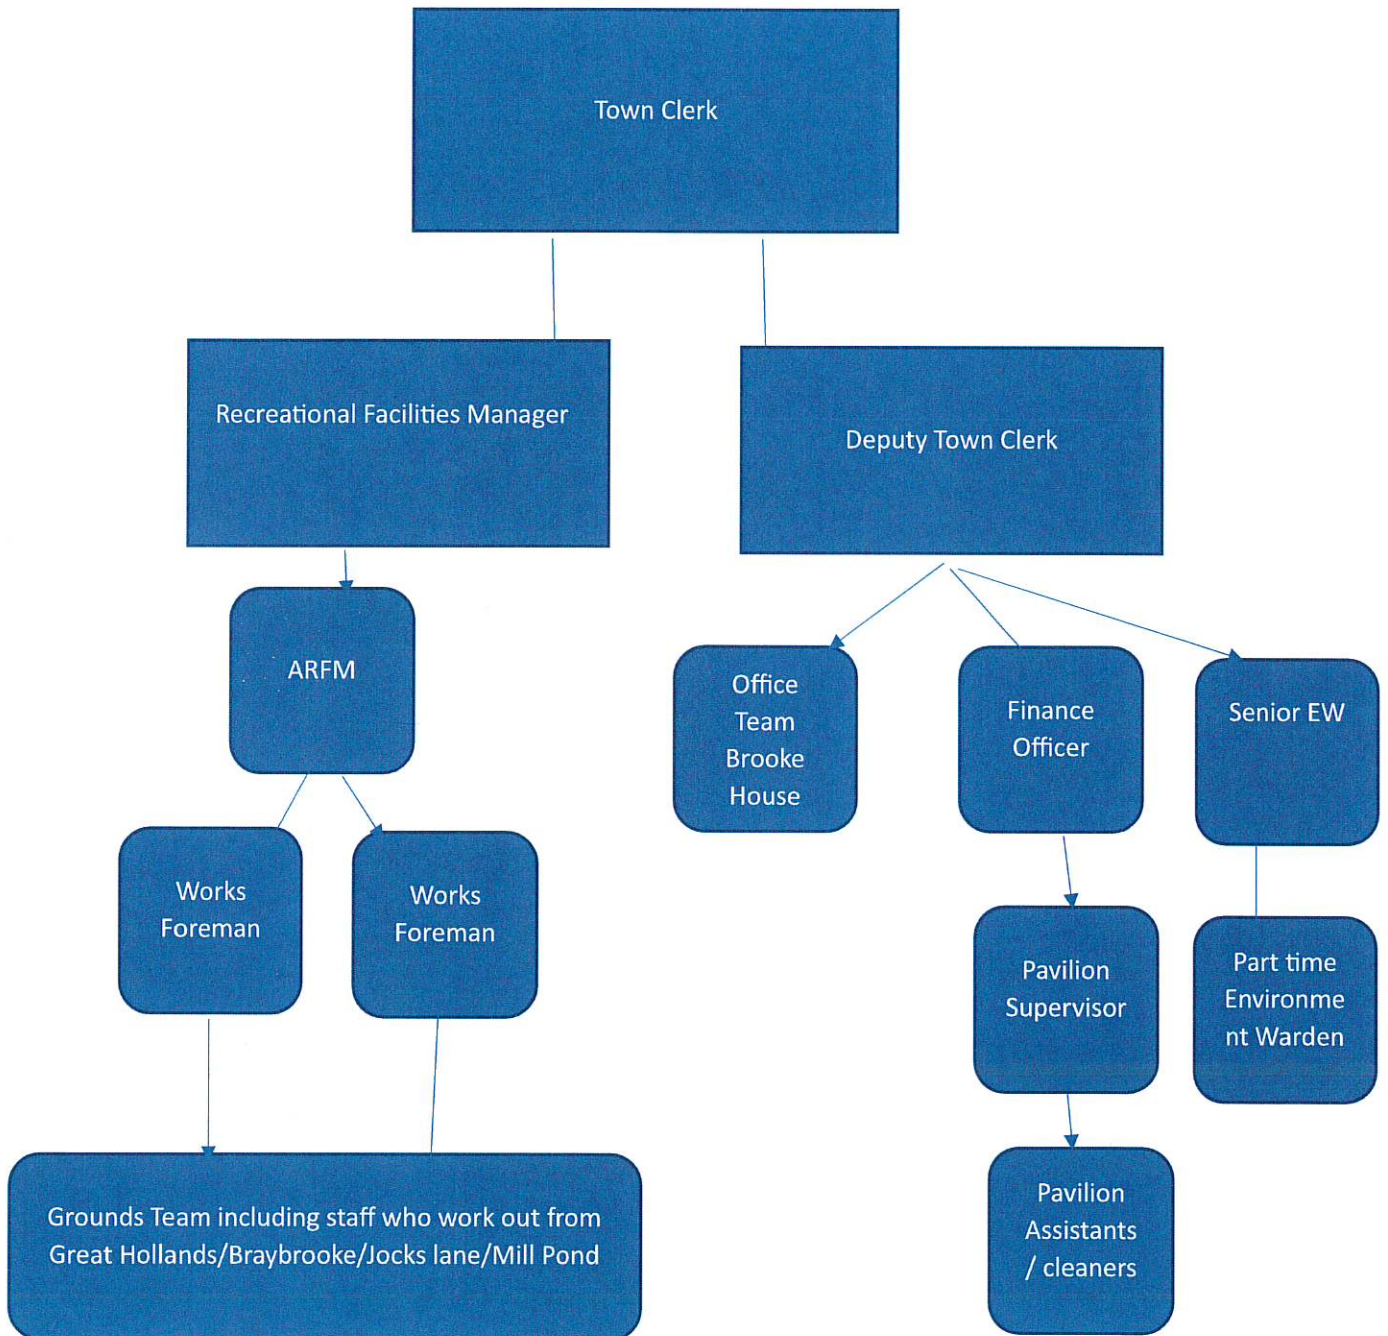 Town Clerk
Recreational Facilities Manager
Deputy Town Clerk
ARFM
Office
Team
Brooke
House
Finance
Officer
Senior EW
Works
Foreman
Works
Foreman
Pavilion
Supervisor
Part time
Environme
nt Warden
Grounds Team including staff who work out from
Great Hollands/Braybrooke/Jocks lane/Mill Pond
Pavilion
Assistants
/ cleaners